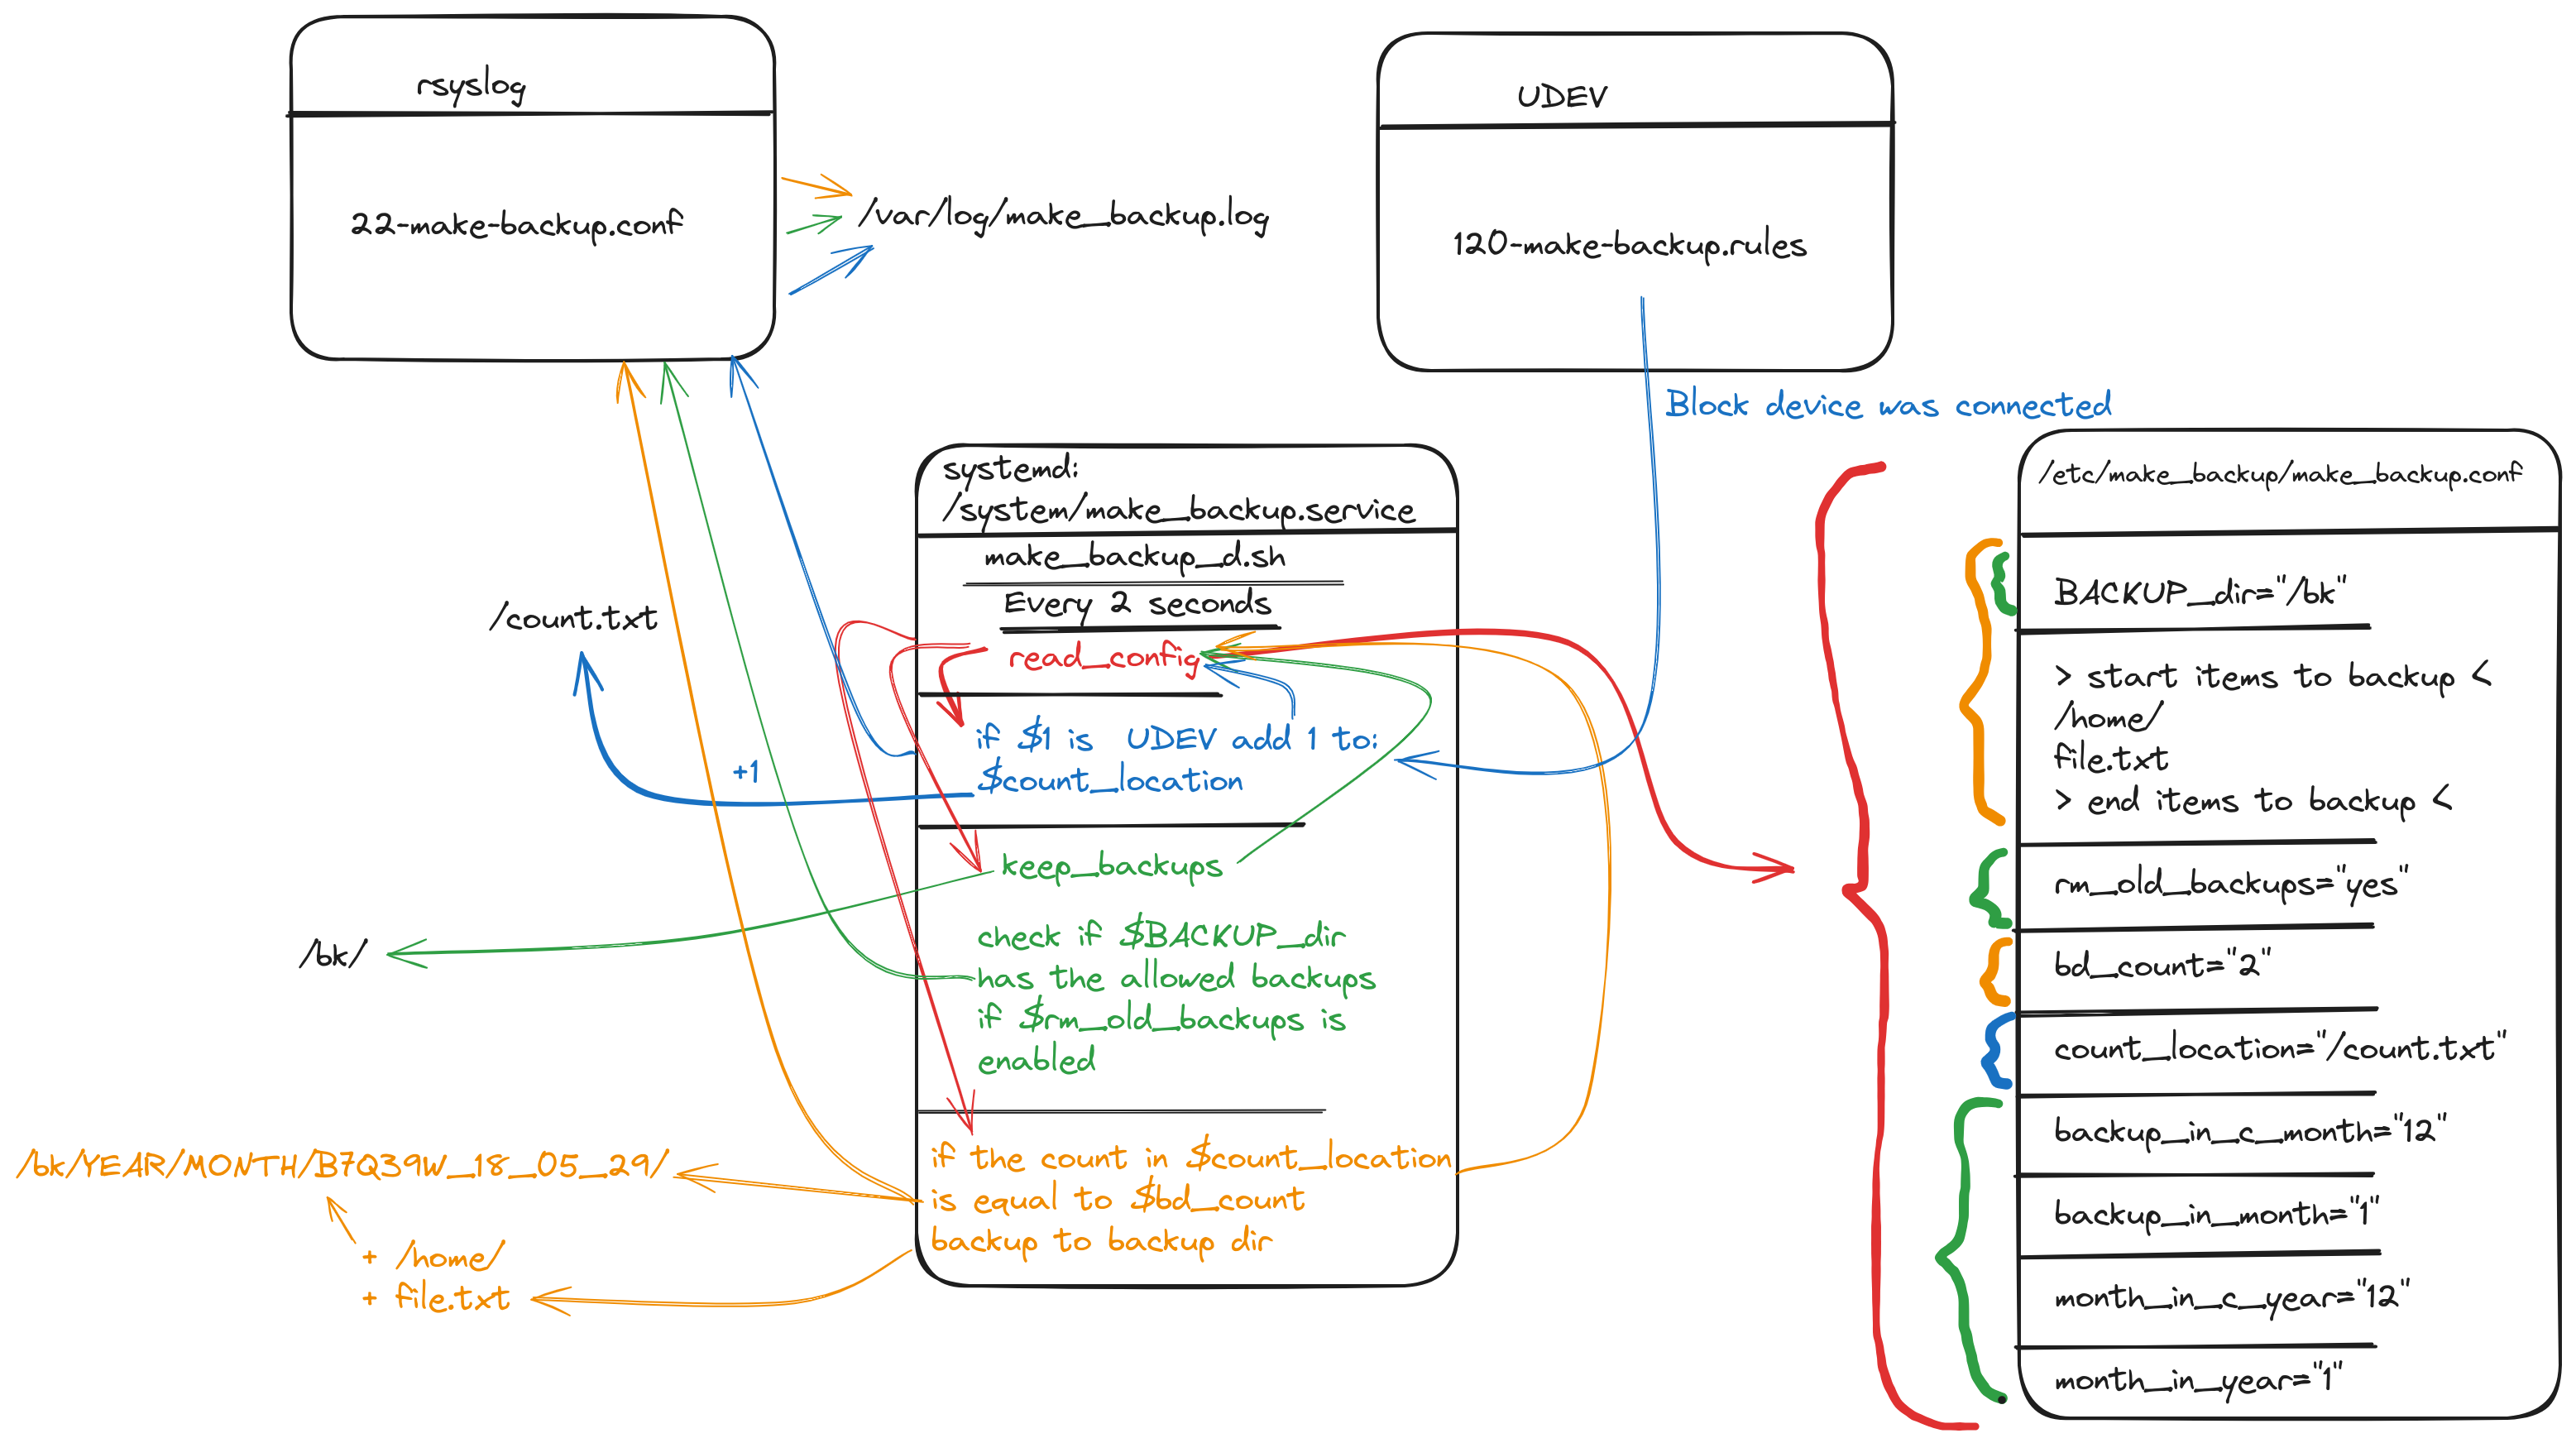 rsyslog
22-make-backup.conf
/var/log/make_backup.log
UDEV
120-make-backup.rules
Block device was connected
systemd:
/system/make_backup.service
make_backup_d.sh
Every 2 seconds
read_config
if $1 is UDEV add 1 to:
$count_location
keep_backups
check if $BACKUP_dir
has the allowed backups
if $rm_old_backups is
enabled
if the count in $count_location
is equal to $bd_count
backup to backup dir
/count.txt
+1
/bk/
/bk/YEAR/MONTH/B7Q39W_18_05_29/
+ /home/
+ file.txt
/etc/make_backup/make_backup.conf
BACKUP_dir="/bk"
> start items to backup <
/home/
file.txt
> end items to backup <
rm_old_backups="yes"
bd_count="2"
count_location="/count.txt"
backup_in_c_month="12"
backup_in_month="1"
month_in_c_year="12"
month_in_year="1"